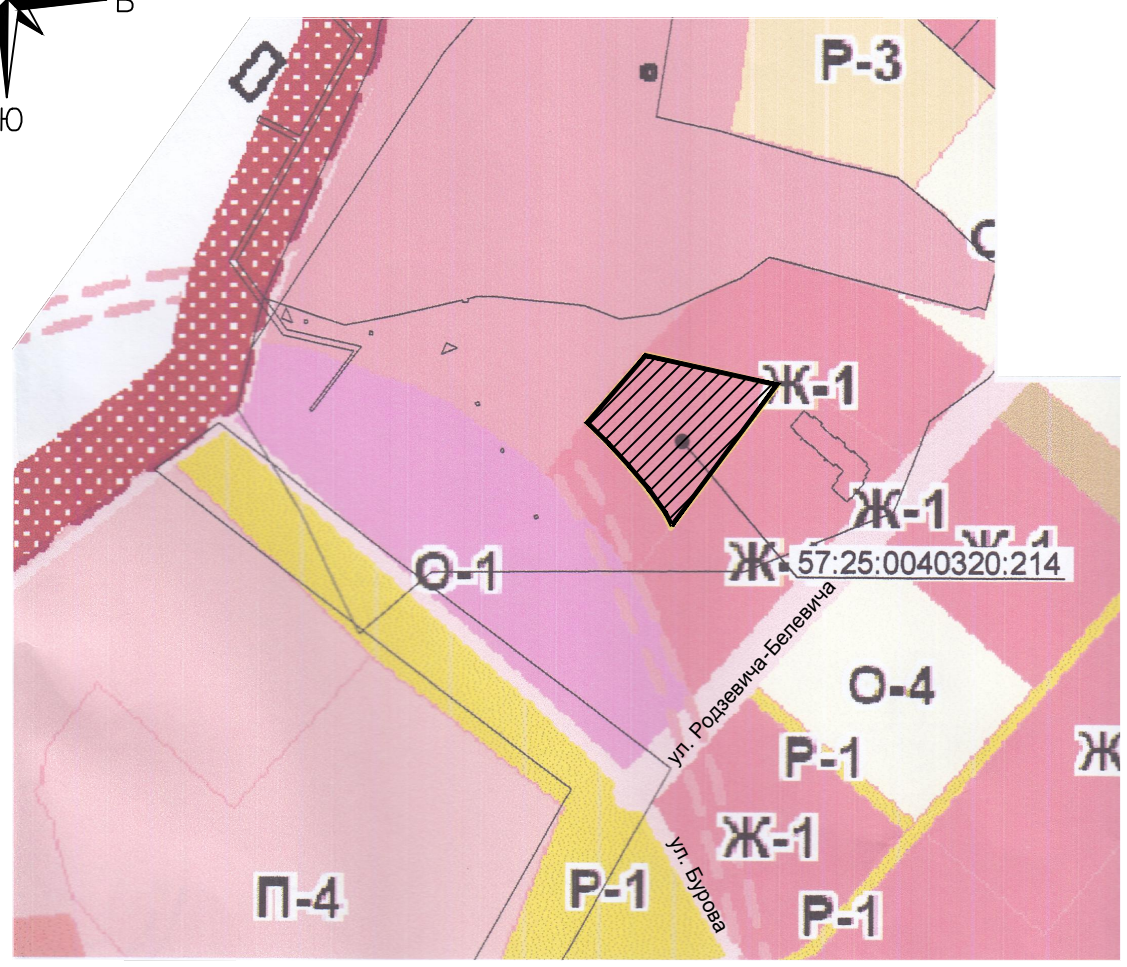 В
Ю
Р-3
Ж-1
Ж-1
Ж-1
Ж-
57:25:0040320:214
О-1
ул. Родзевича-Белевича
О-4
Р-1
Ж
Ж-1
ул. Бурова
П-4
Р-1
Р-1